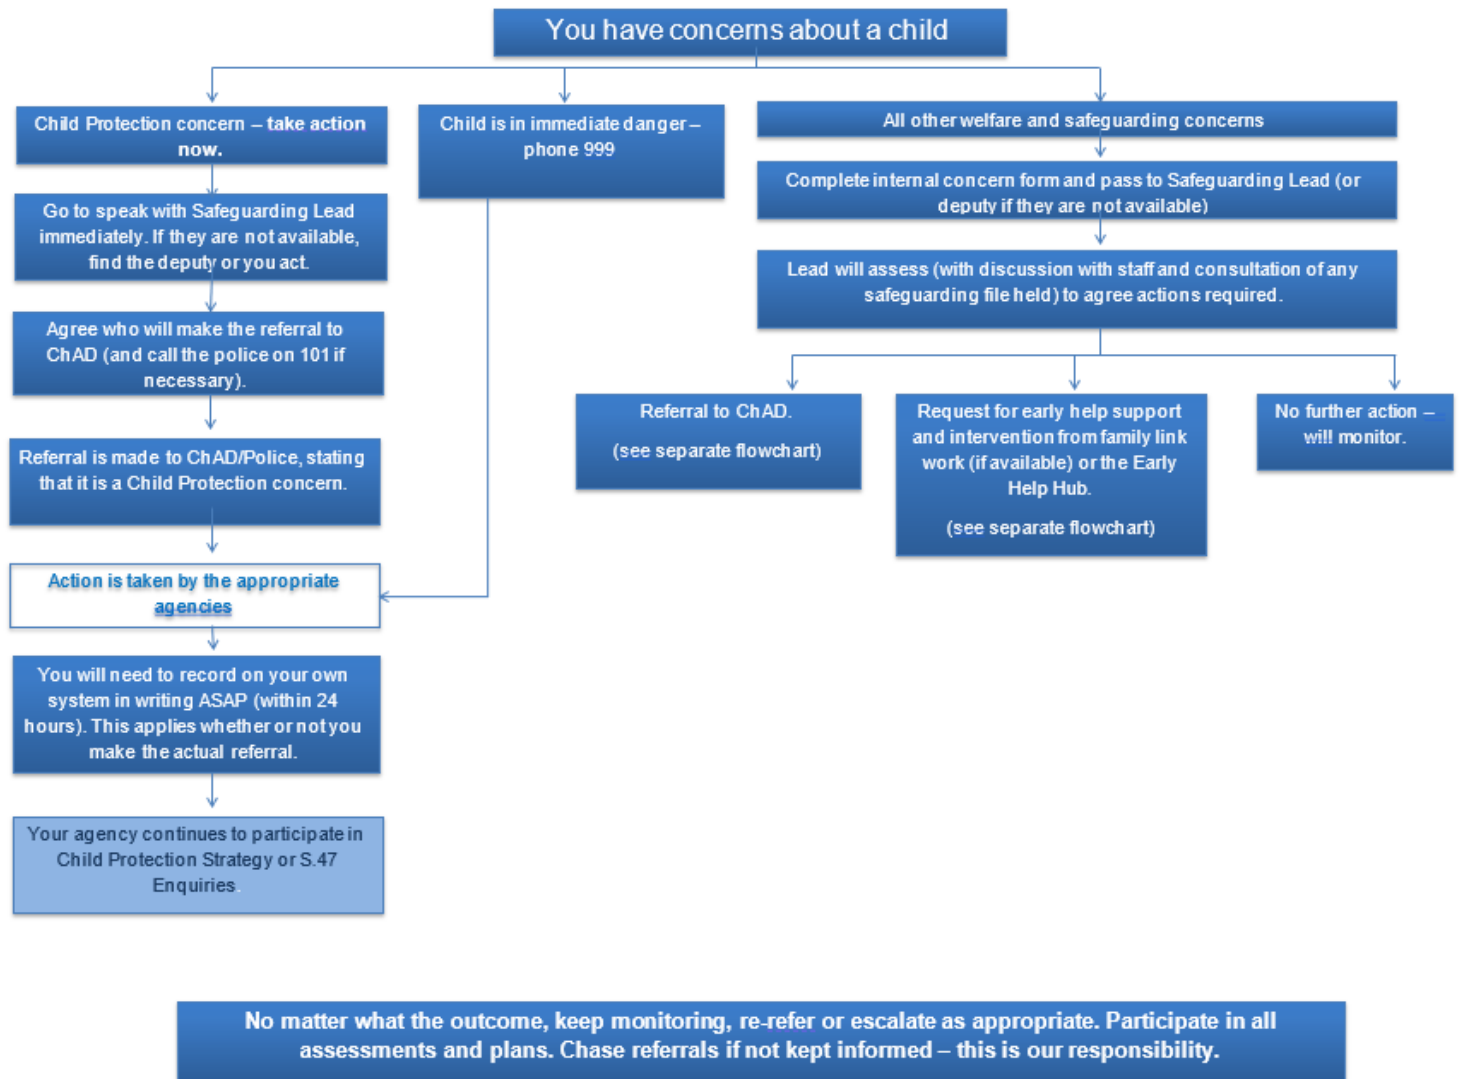 You have concerns about a child
Child Protection concern – take action
now.
Go to speak with Safeguarding Lead
immediately. If they are not available,
find the deputy or you act.
Agree who will make the referral to
ChAD (and call the police on 101 if
necessary).
Referral is made to ChAD/Police, stating
that it is a Child Protection concern.
Action is taken by the appropriate
agencies
You will need to record on your own
system in writing ASAP (within 24
hours). This applies whether or not you
make the actual referral.
Your agency continues to participate in
Child Protection Strategy or S.47
Enquiries.
Child is in immediate danger –
phone 999
All other welfare and safeguarding concerns
Complete internal concern form and pass to Safeguarding Lead (or
deputy if they are not available)
Lead will assess (with discussion with staff and consultation of any
safeguarding file held) to agree actions required.
Referral to ChAD.
(see separate flowchart)
Request for early help support
and intervention from family link
work (if available) or the Early
Help Hub.
(see separate flowchart)
No further action –
will monitor.
No matter what the outcome, keep monitoring, re-refer or escalate as appropriate. Participate in all
assessments and plans. Chase referrals if not kept informed – this is our responsibility.